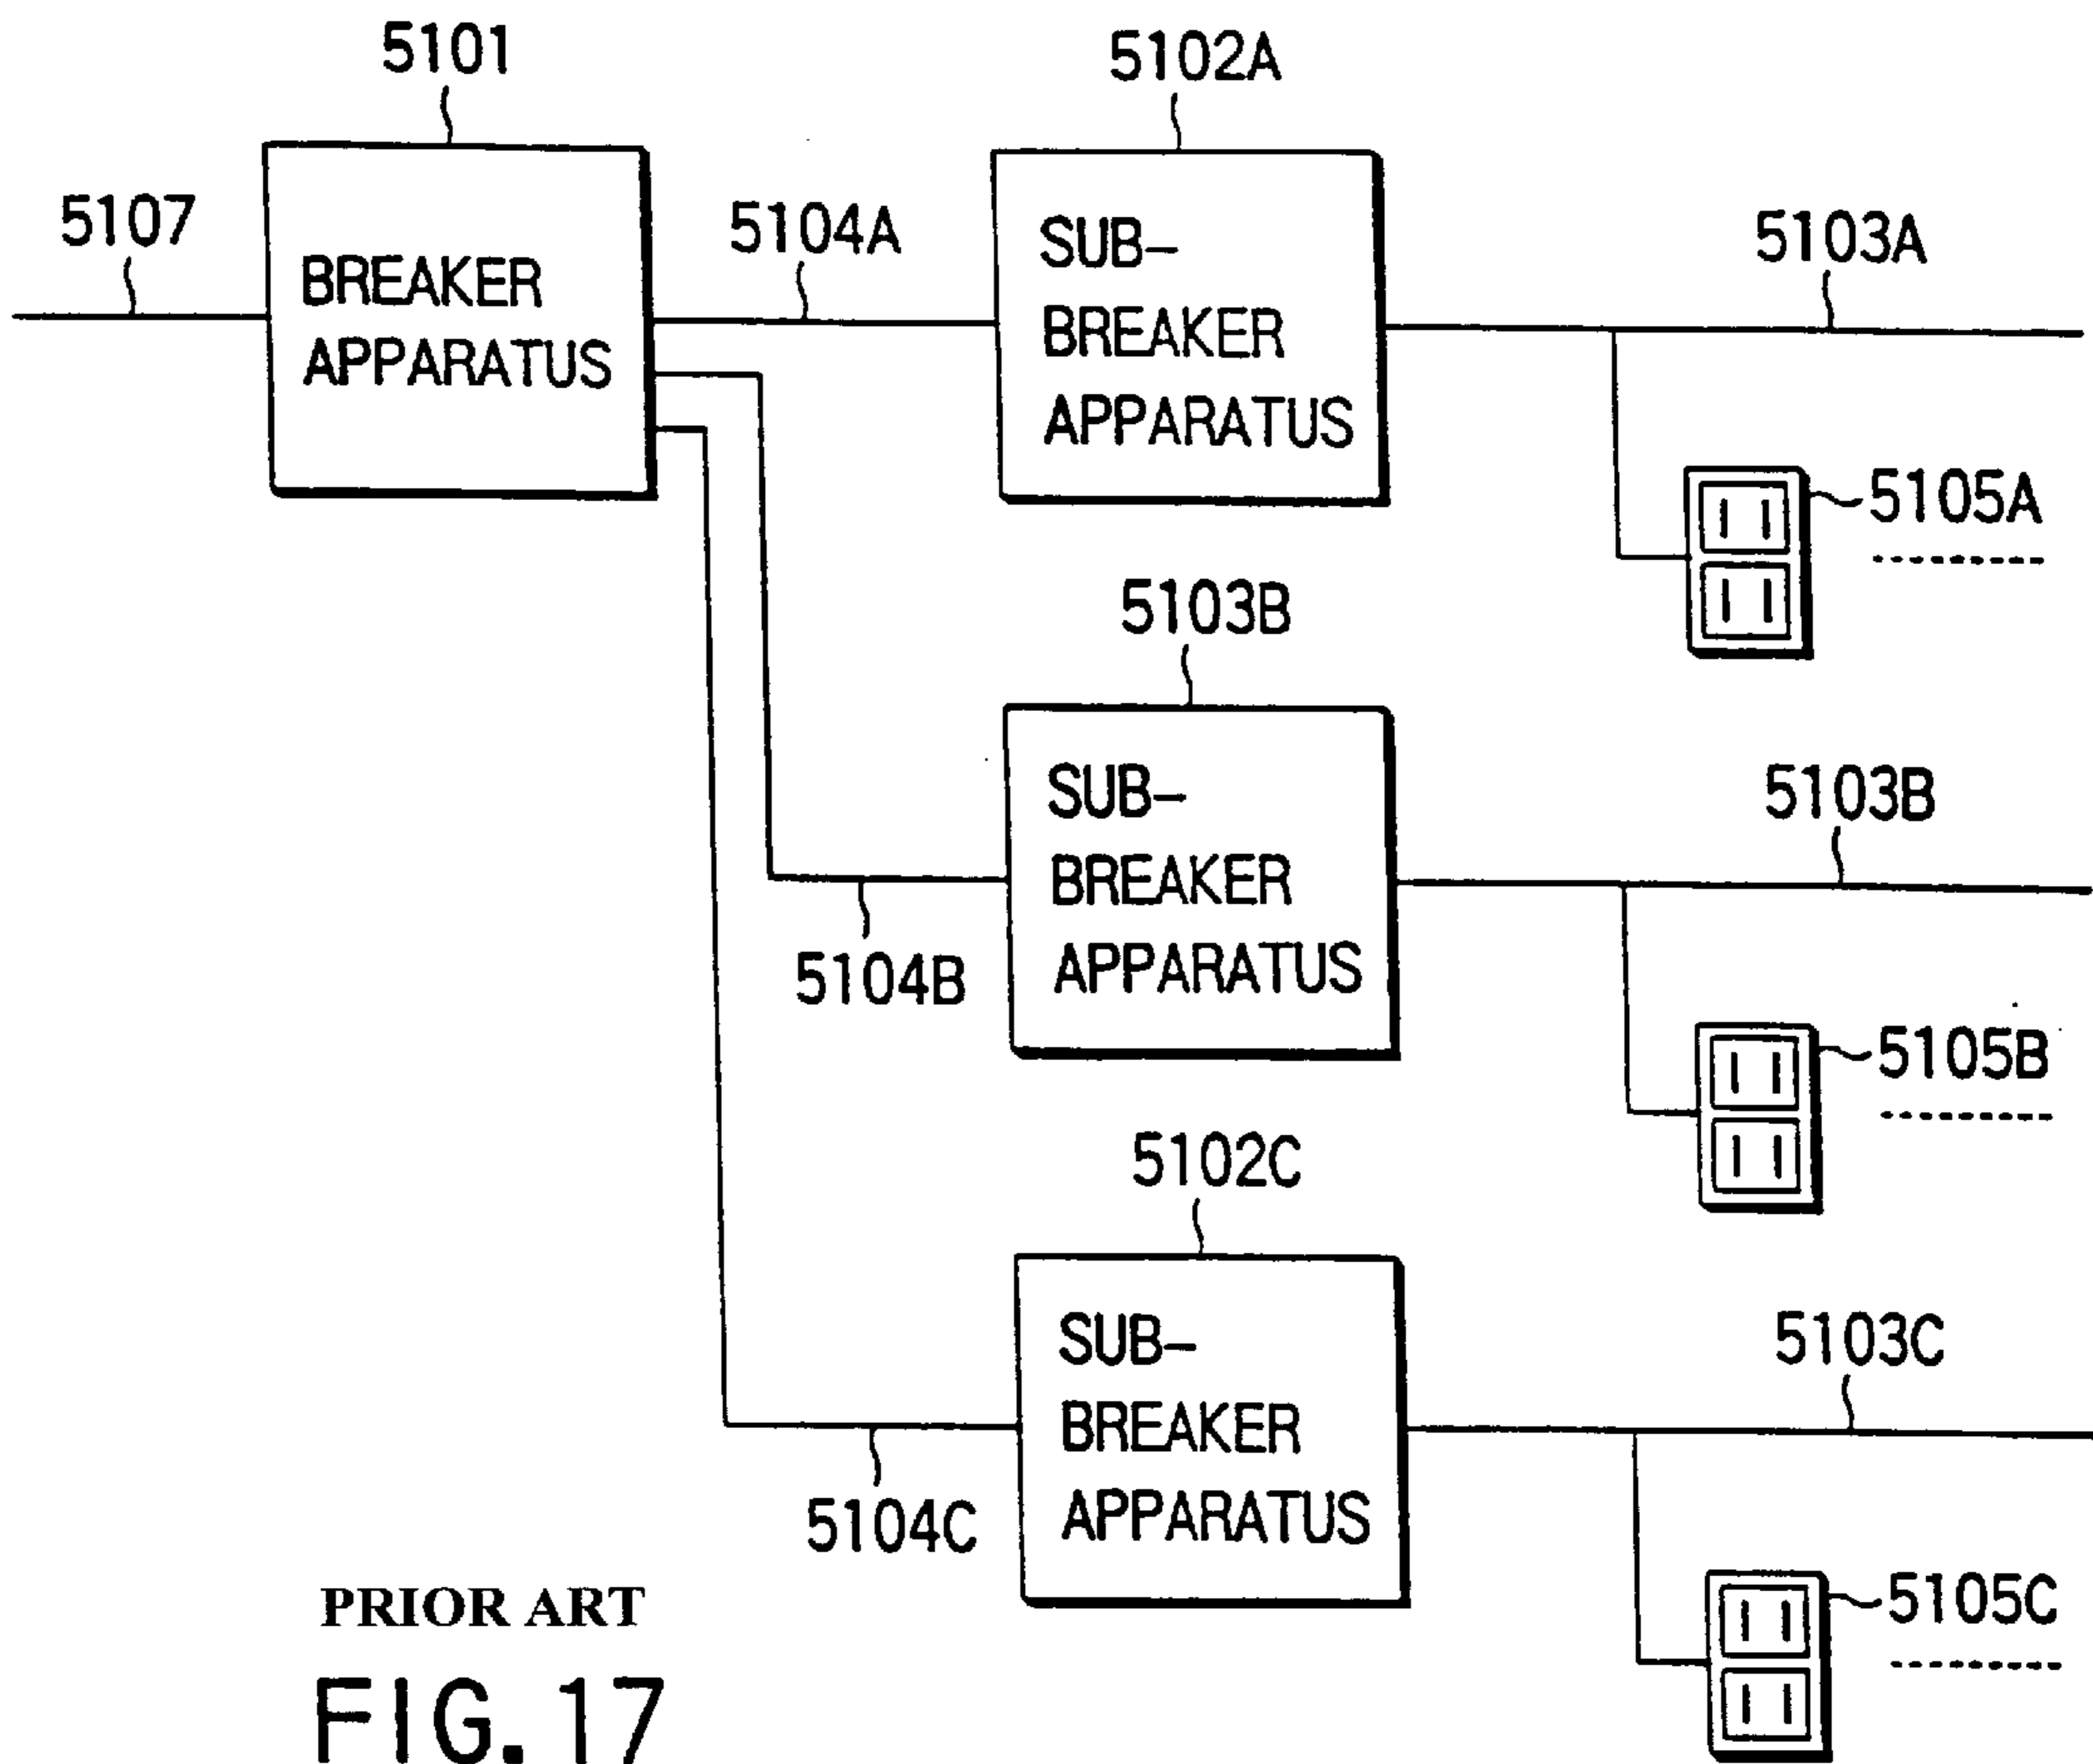 5101
5102A
5107
5104A
5103A
BREAKER
APPARATUS
SUB-
BREAKER
APPARATUS
5105A
5103B
5103B
SUB-
BREAKER
APPARATUS
5104B
5105B
5102C
5103C
SUB-
BREAKER
APPARATUS
5104C
5105C
PRIOR ART
FIG. 17